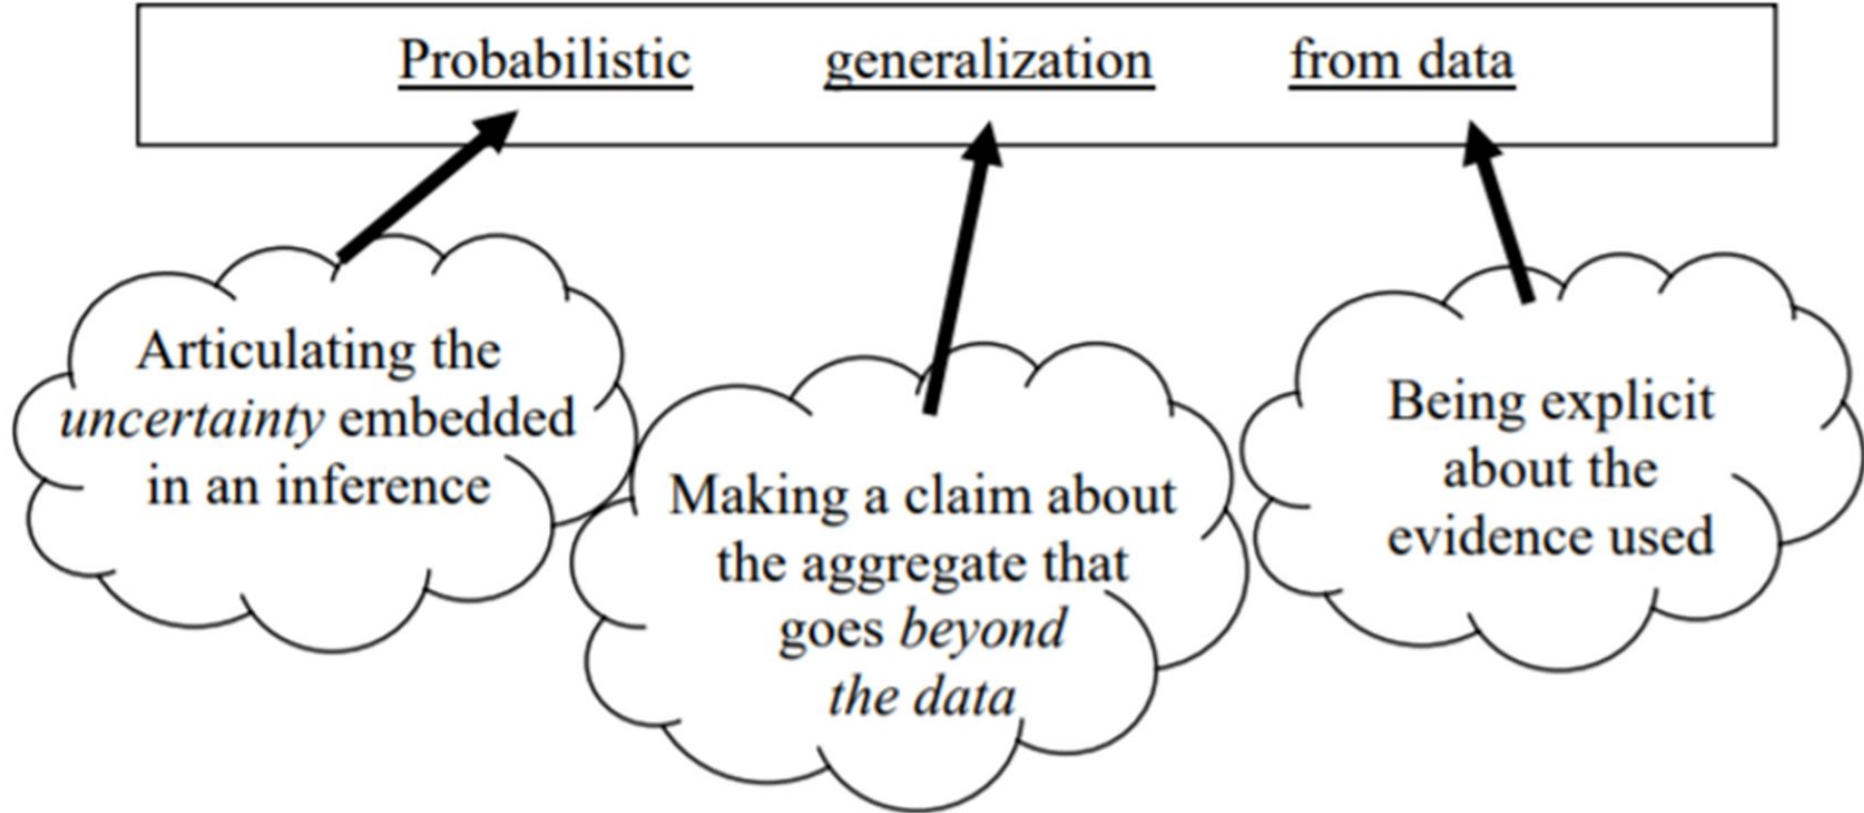 Probabilistic generalization from data
Articulating the
uncertainty embedded
in an inference
Making a claim about
the aggregate that
goes beyond
the data
Being explicit
about the
evidence used